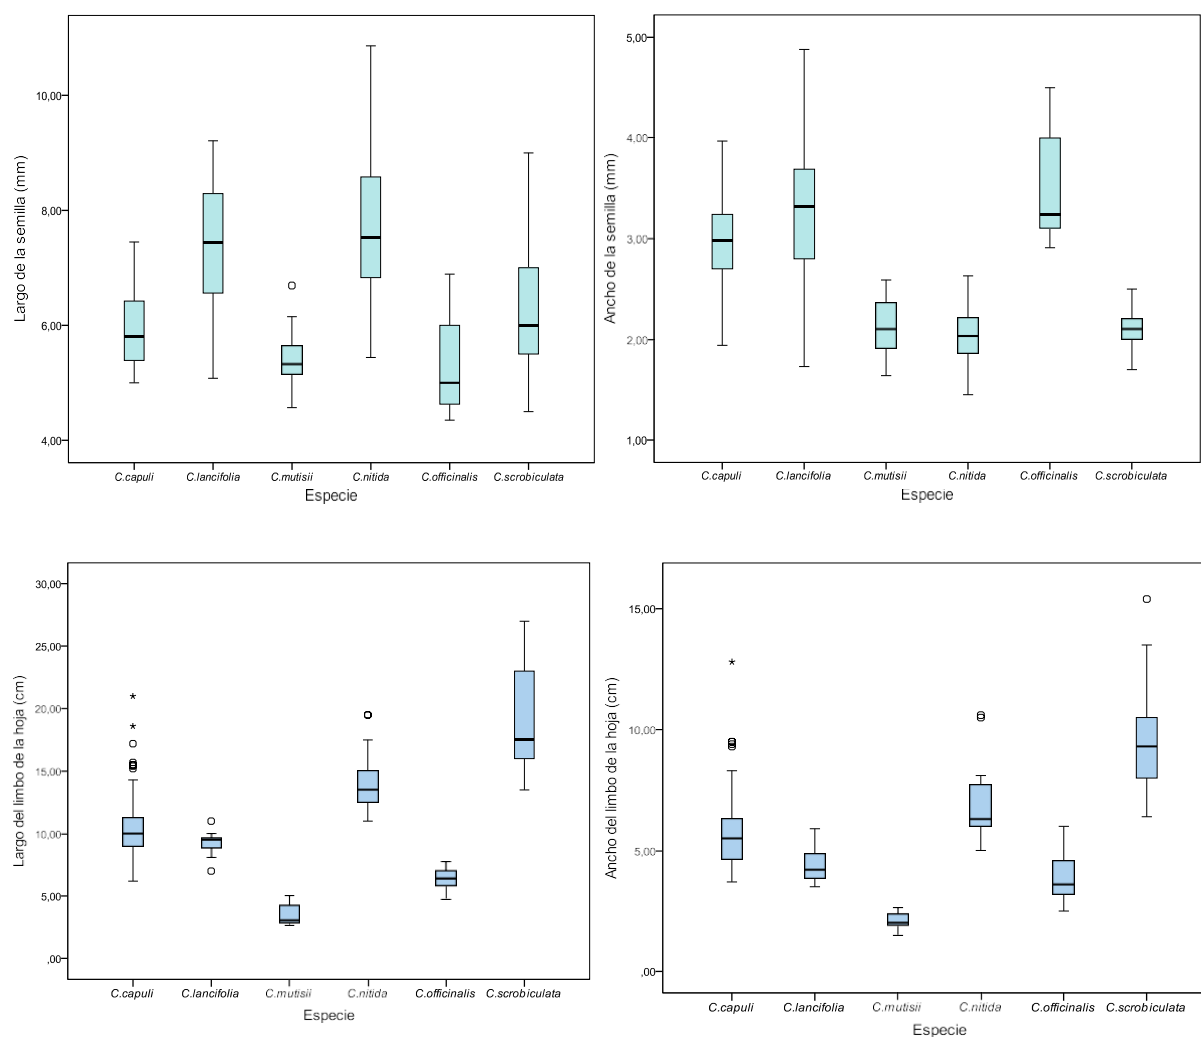 Largo de la semilla (mm)
10,00
8,00
6,00
4,00
C.capuli C.lancifolia C.mutisii C.nitida C.officinalis C.scrobiculata
Especie
Ancho de la semilla (mm)
5,00
4,00
3,00
2,00
1,00
C.capuli C.lancifolia C.mutisii C.nitida C.officinalis C.scrobiculata
Especie
Largo del limbo de la hoja (cm)
30,00
25,00
20,00
15,00
10,00
5,00
,00
C.capuli C.lancifolia C.mutisii C.nitida C.officinalis C.scrobiculata
Especie
Ancho del limbo de la hoja (cm)
15,00
10,00
5,00
,00
C.capuli C.lancifolia C.mutisii C.nitida C.officinalis C.scrobiculata
Especie